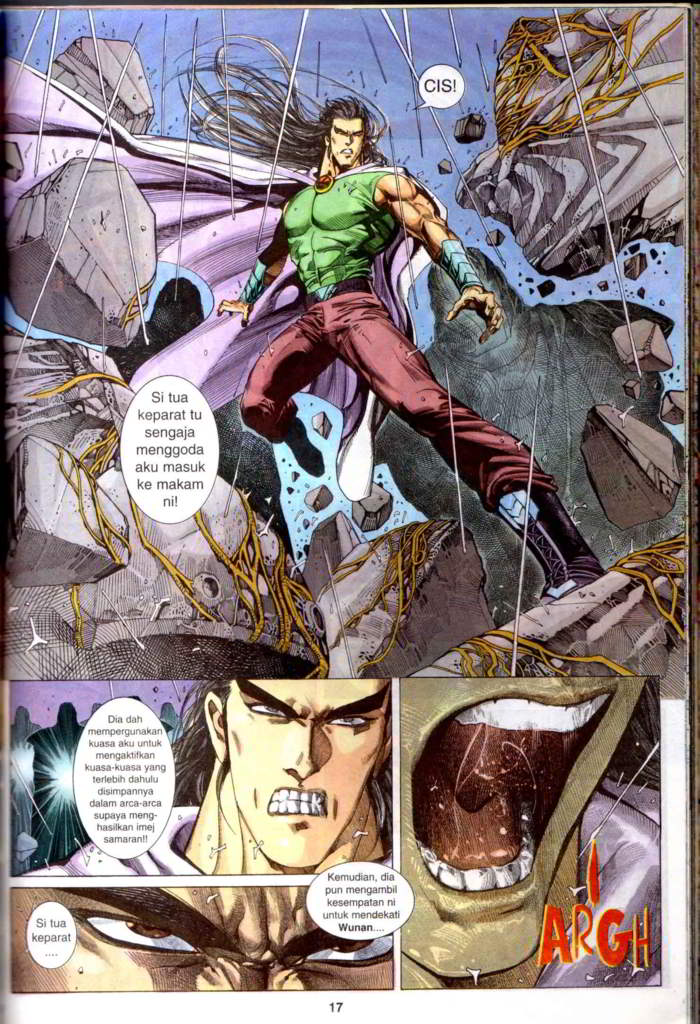 CIS!
Si tua
keparat tu
sengaja
menggoda
aku masuk
ke makam
ni!
Dia dah
mempergunakan
kuasa aku untuk
mengaktifkan
kuasa-kuasa yang
terlebih dahulu
disimpannya
dalam arca-arca
supaya meng-
hasilkan imej
samaran!!
Kemudian, dia
pun mengambil
kesempatan ni
untuk mendekati
Wunan....
Si tua
keparat
....
ARGH
!
17